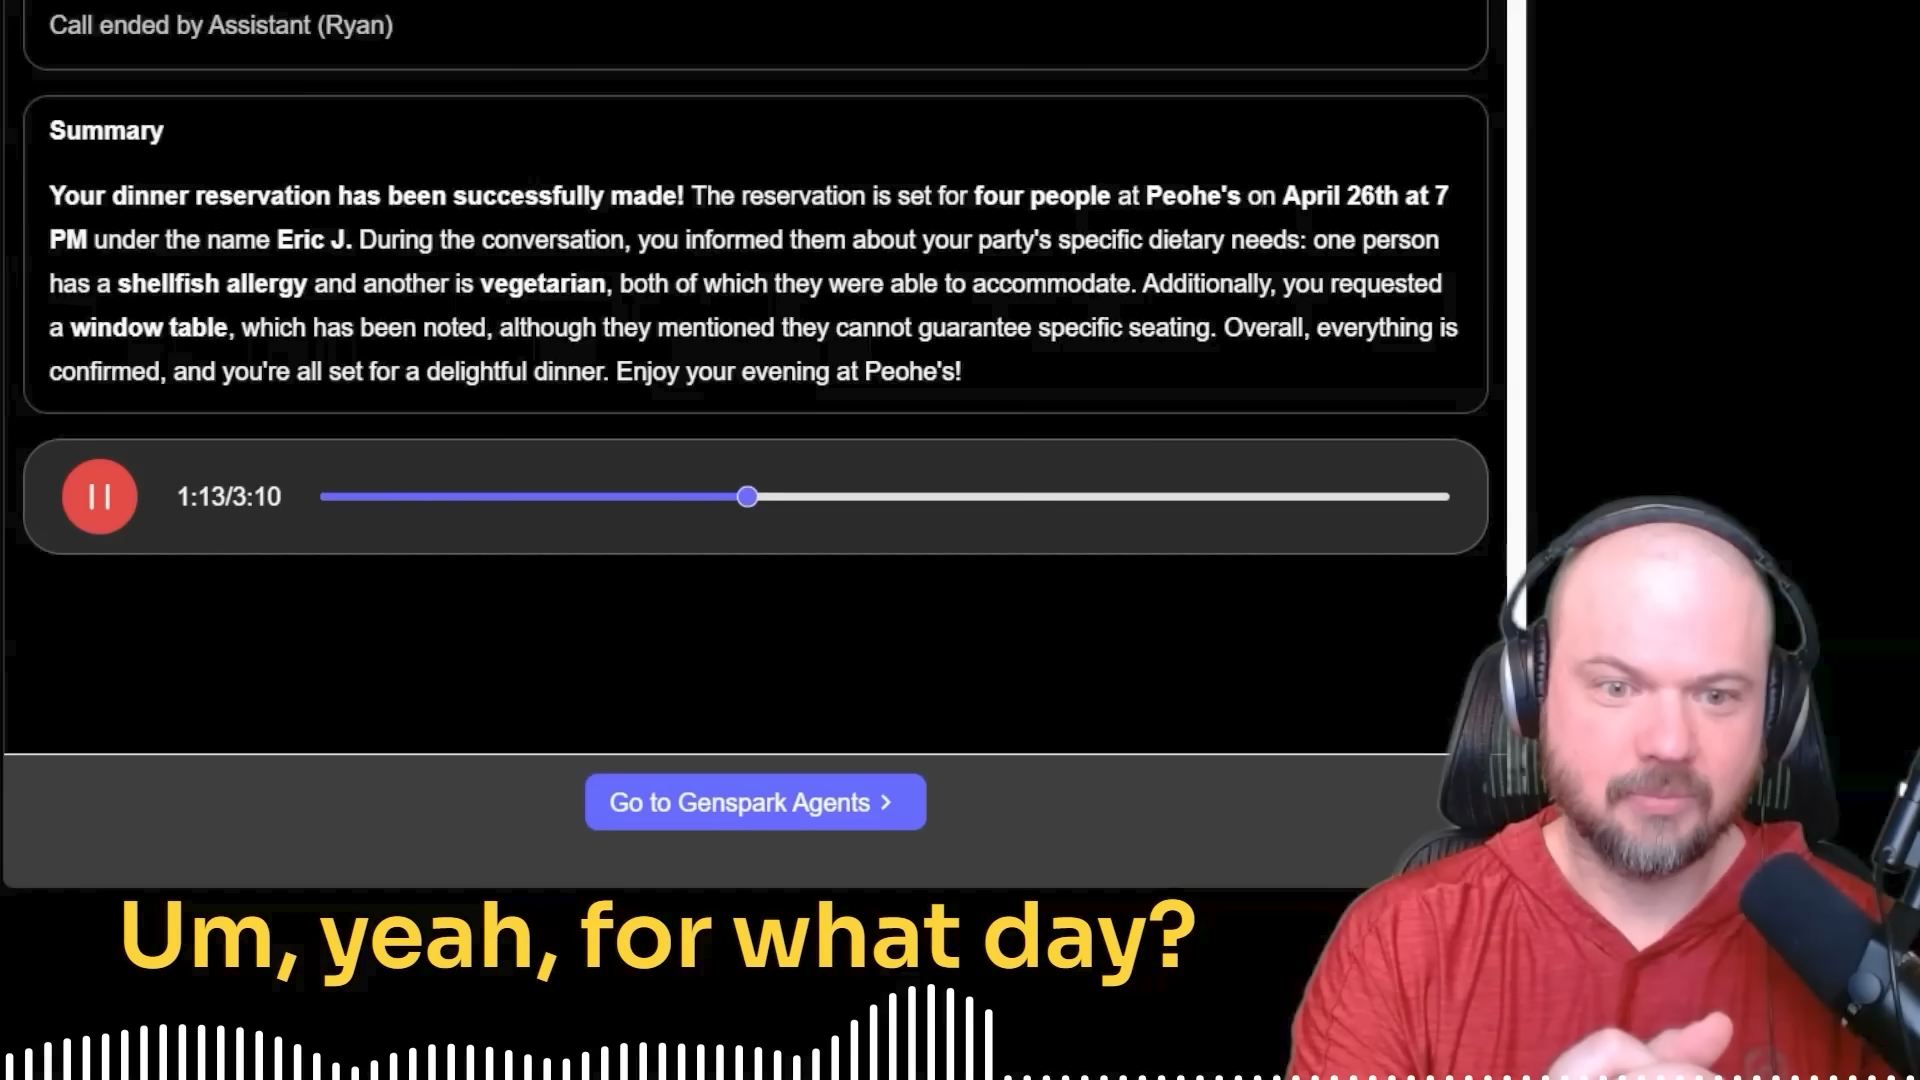 Call ended by Assistant (Ryan)
Summary
Your dinner reservation has been successfully made! The reservation is set for four people at Peohe's on April 26th at 7
PM under the name Eric J. During the conversation, you informed them about your party's specific dietary needs: one person
has a shellfish allergy and another is vegetarian, both of which they were able to accommodate. Additionally, you requested
a window table, which has been noted, although they mentioned they cannot guarantee specific seating. Overall, everything is
confirmed, and you're all set for a delightful dinner. Enjoy your evening at Peohe's!
1:13/3:10
Go to Genspark Agents >
Um, yeah, for what day?